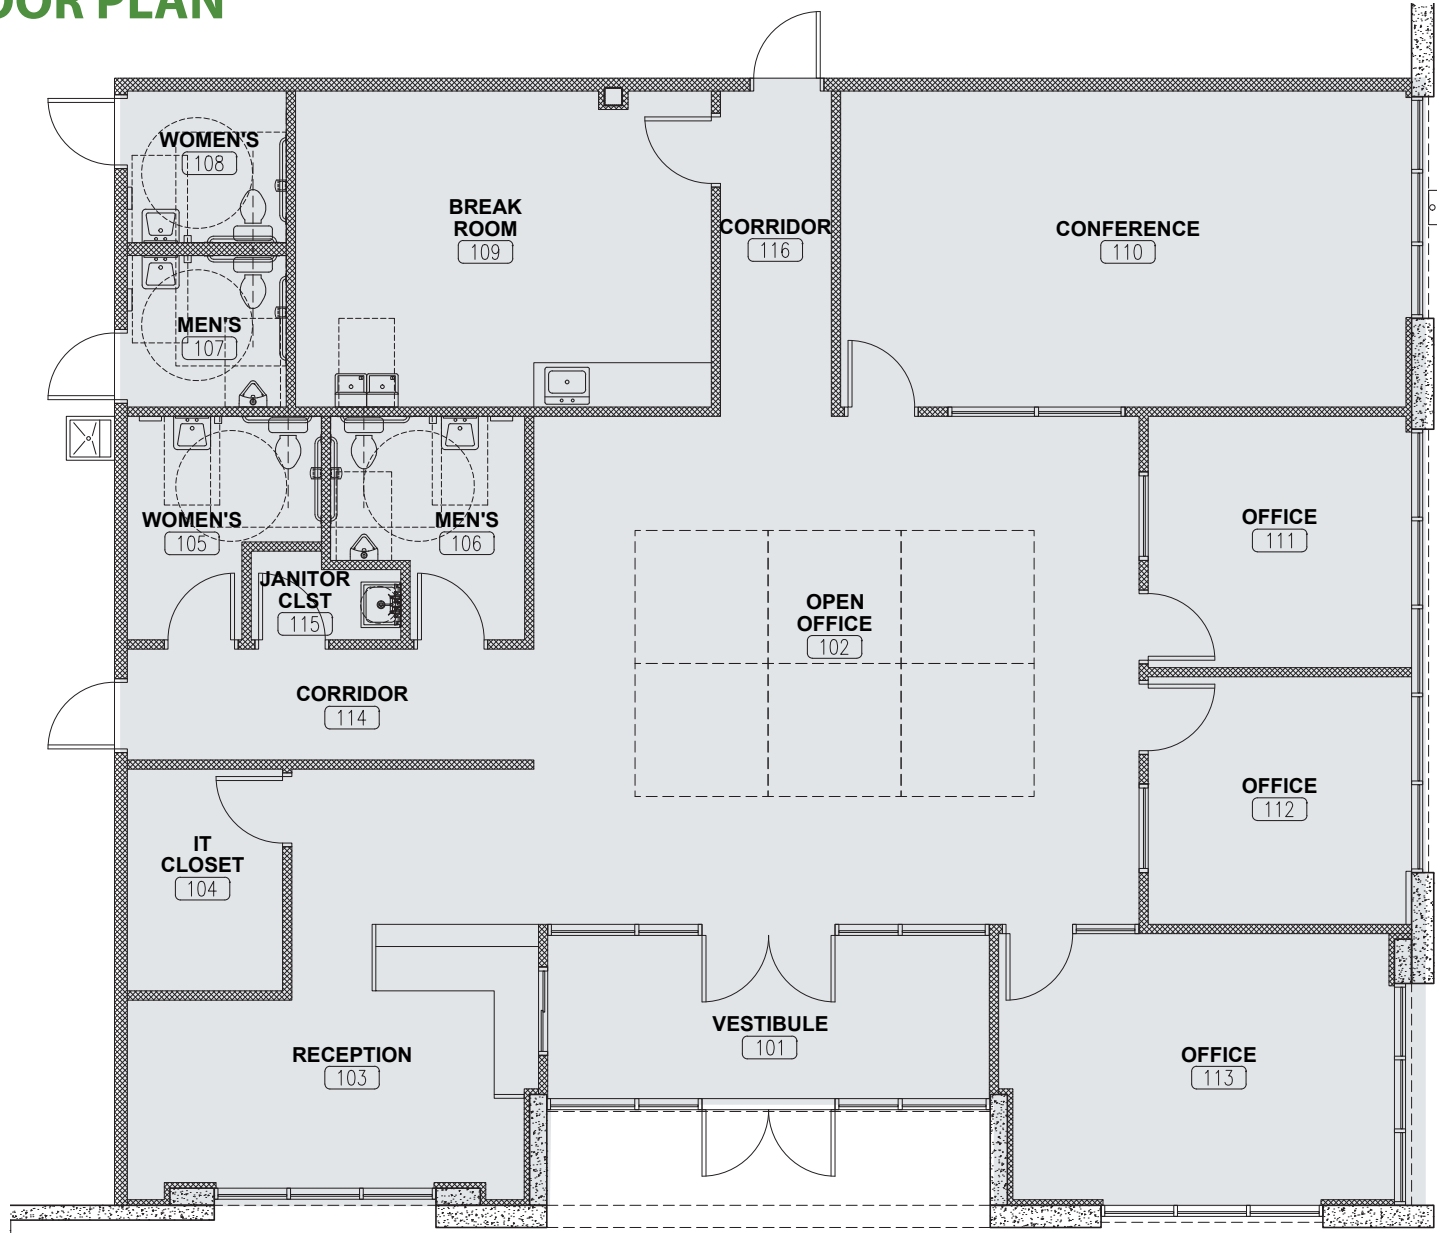 OOR PLAN
WOMEN'S
108
BREAK
ROOM
109
CORRIDOR
116
CONFERENCE
110
MEN'S
107
WOMEN'S
105
MEN'S
106
JANITOR
CLST
115
OPEN
OFFICE
102
OFFICE
111
CORRIDOR
114
OFFICE
112
IT
CLOSET
104
RECEPTION
103
VESTIBULE
101
OFFICE
113